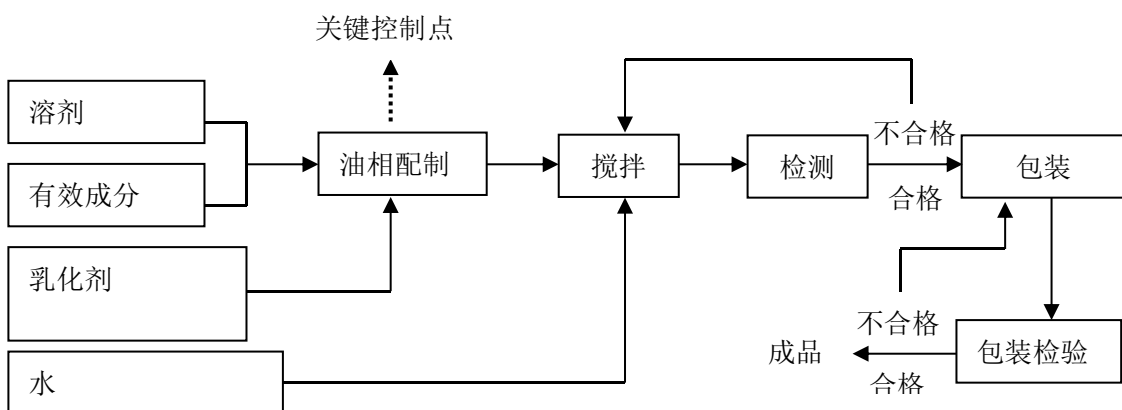 关键控制点
溶剂
有效成分
乳化剂
水
油相配制
搅拌
检测
不合格
合格
包装
不合格
合格
包装检验
成品